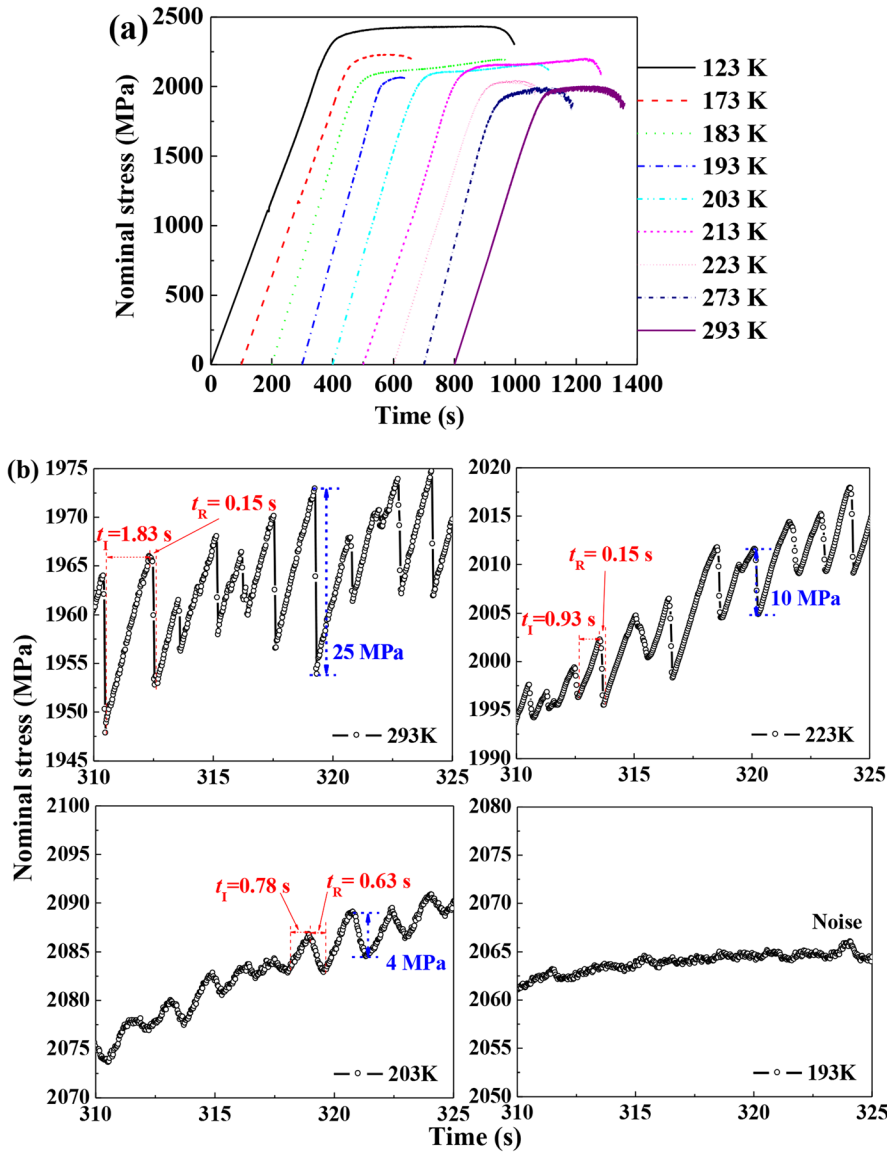 (a)
2500
2000
1500
1000
500
0
Nominal stress (MPa)
0 200 400 600 800 1000 1200 1400
Time (s)
123 K
173 K
183 K
193 K
203 K
213 K
223 K
273 K
293 K
(b)
Nominal stress (MPa)
1975
1970
1965
1960
1955
1950
1945
t_I=1.83 s
t_R= 0.15 s
25 MPa
293K
310 315 320 325
2020
2015
2010
2005
2000
1995
1990
t_R= 0.15 s
t_I=0.93 s
10 MPa
223K
310 315 320 325
2100
2095
2090
2085
2080
2075
2070
t_I=0.78 s
t_R= 0.63 s
4 MPa
203K
310 315 320 325
2080
2075
2070
2065
2060
2055
2050
Noise
193K
310 315 320 325
Time (s)